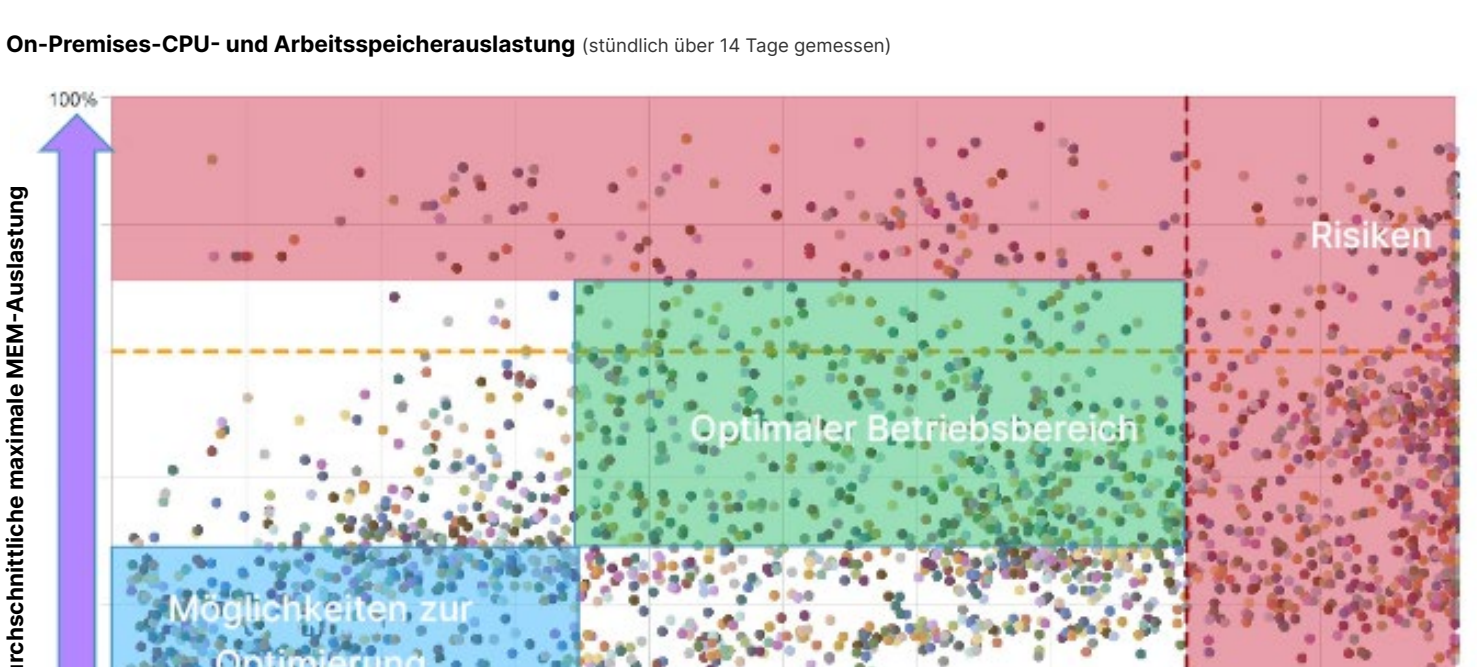 On-Premises-CPU- und Arbeitsspeicherauslastung (stündlich über 14 Tage gemessen)
100%
maximale MEM-Auslastung
Risiken
Optimaler Betriebsbereich
Möglichkeiten zur
Optimierung